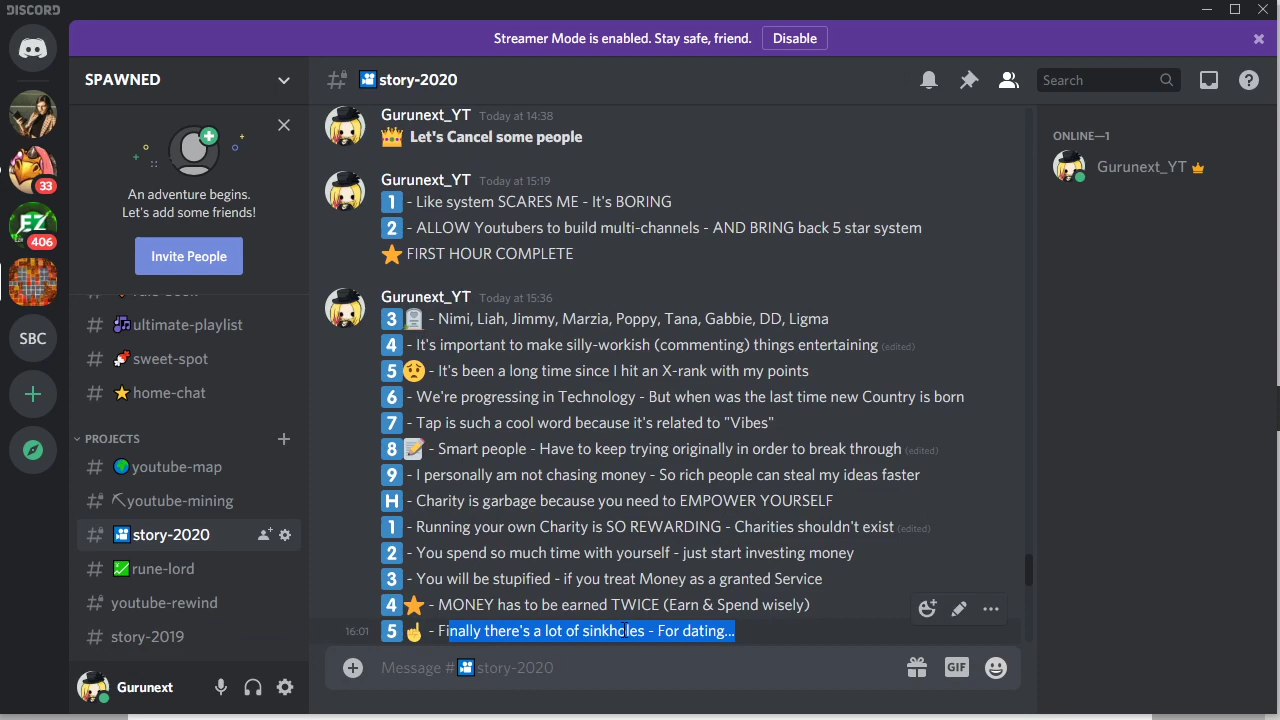 DISCORD
Streamer Mode is enabled. Stay safe, friend.
Disable
SPAWNED
story-2020
Search
An adventure begins.
Let's add some friends!
Invite People
33
406
SBC
ultimate-playlist
sweet-spot
home-chat
PROJECTS
youtube-map
youtube-mining
story-2020
rune-lord
youtube-rewind
story-2019
Gurunext
Gurunext_YT Today at 14:38
Let's Cancel some people
Gurunext_YT Today at 15:19
1 - Like system SCARES ME - It's BORING
2 - ALLOW Youtubers to build multi-channels - AND BRING back 5 star system
FIRST HOUR COMPLETE
Gurunext_YT Today at 15:36
3 - Nimi, Liah, Jimmy, Marzia, Poppy, Tana, Gabbie, DD, Ligma
4 - It's important to make silly-workish (commenting) things entertaining (edited)
5 - It's been a long time since I hit an X-rank with my points
6 - We're progressing in Technology - But when was the last time new Country is born
7 - Tap is such a cool word because it's related to "Vibes"
8 - Smart people - Have to keep trying originally in order to break through (edited)
9 - I personally am not chasing money - So rich people can steal my ideas faster
H - Charity is garbage because you need to EMPOWER YOURSELF
1 - Running your own Charity is SO REWARDING - Charities shouldn't exist (edited)
2 - You spend so much time with yourself - just start investing money
3 - You will be stupified - if you treat Money as a granted Service
4 - MONEY has to be earned TWICE (Earn & Spend wisely)
16:01 5 - Finally there's a lot of sinkholes - For dating...
Message # story-2020
GIF
ONLINE—1
Gurunext_YT